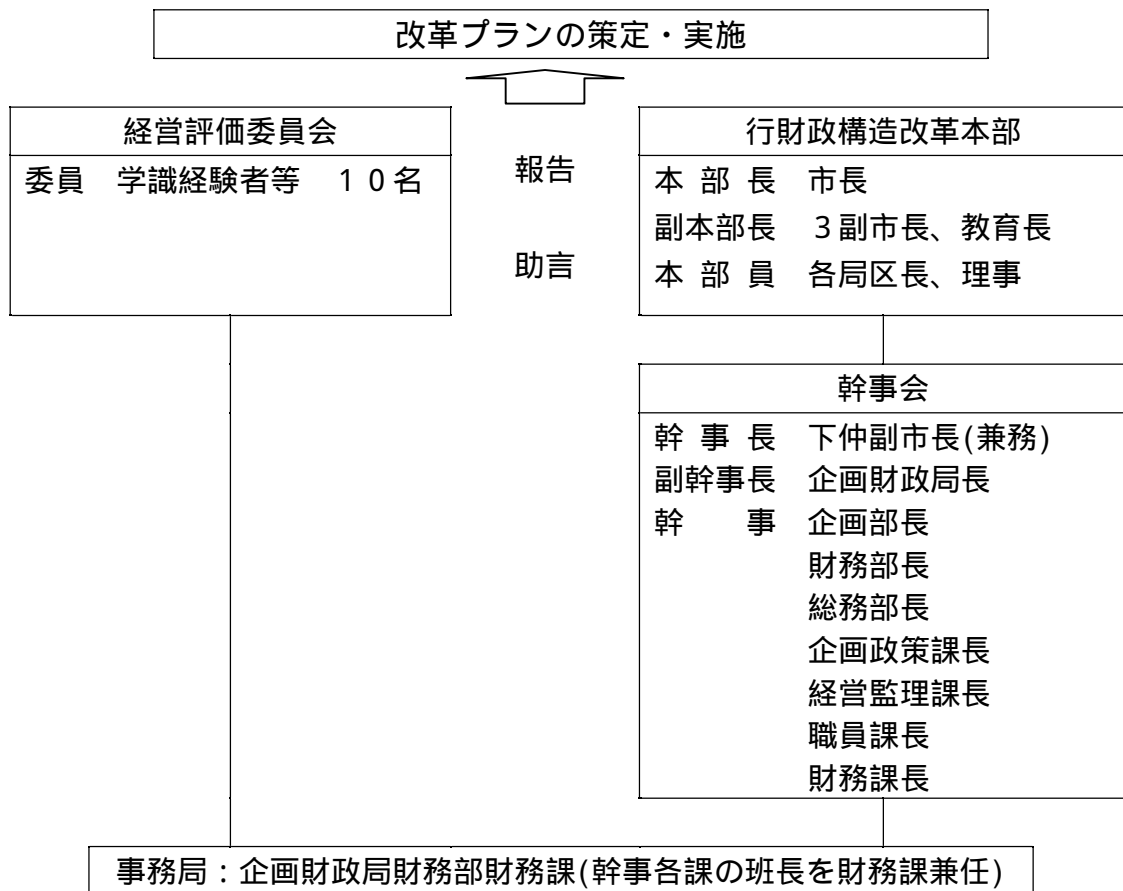 改革プランの策定・実施
経営評価委員会
委員　学識経験者等　１０名
報告
助言
行財政構造改革本部
本 部 長　市長
副本部長　３副市長、教育長
本 部 員　各局区長、理事
幹事会
幹 事 長　下仲副市長(兼務)
副幹事長　企画財政局長
幹　　事　企画部長
財務部長
総務部長
企画政策課長
経営監理課長
職員課長
財務課長
事務局：企画財政局財務部財務課(幹事各課の班長を財務課兼任)